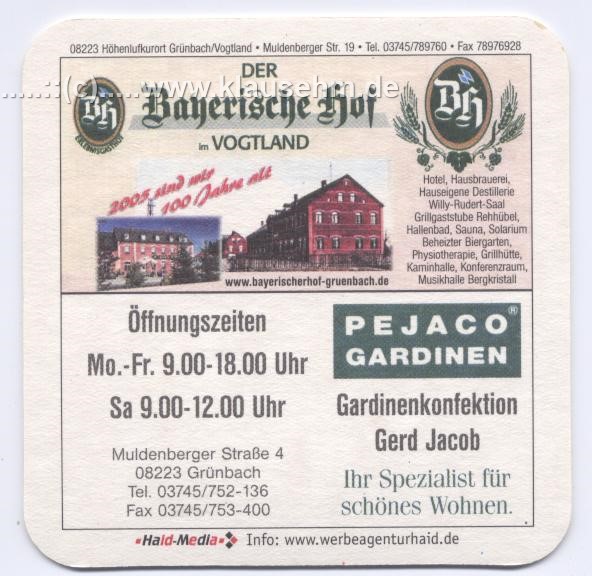 08223 Höhenluftkurort Grünbach/Vogtland • Muldenberger Str. 19 • Tel. 03745/789760 • Fax 78976928
......::(c)::.....www.klausehm.de
DER
Bayerische Hof
im VOGTLAND
BH
ERLEBNISGASTHOF
BH
2005 sind wir
100 Jahre alt
www.bayerischerhof-gruenbach.de
Hotel, Hausbrauerei,
Hauseigene Destillerie
Willy-Rudert-Saal
Grillgaststube Rehhübel,
Hallenbad, Sauna, Solarium
Beheizter Biergarten,
Physiotherapie, Grillhütte,
Kaminhalle, Konferenzraum,
Musikhalle Bergkristall
Öffnungszeiten
Mo.-Fr. 9.00-18.00 Uhr
Sa 9.00-12.00 Uhr
Muldenberger Straße 4
08223 Grünbach
Tel. 03745/752-136
Fax 03745/753-400
PEJACO®
GARDINEN
Gardinenkonfektion
Gerd Jacob
Ihr Spezialist für
schönes Wohnen.
Haid-Media Info: www.werbeagenturhaid.de